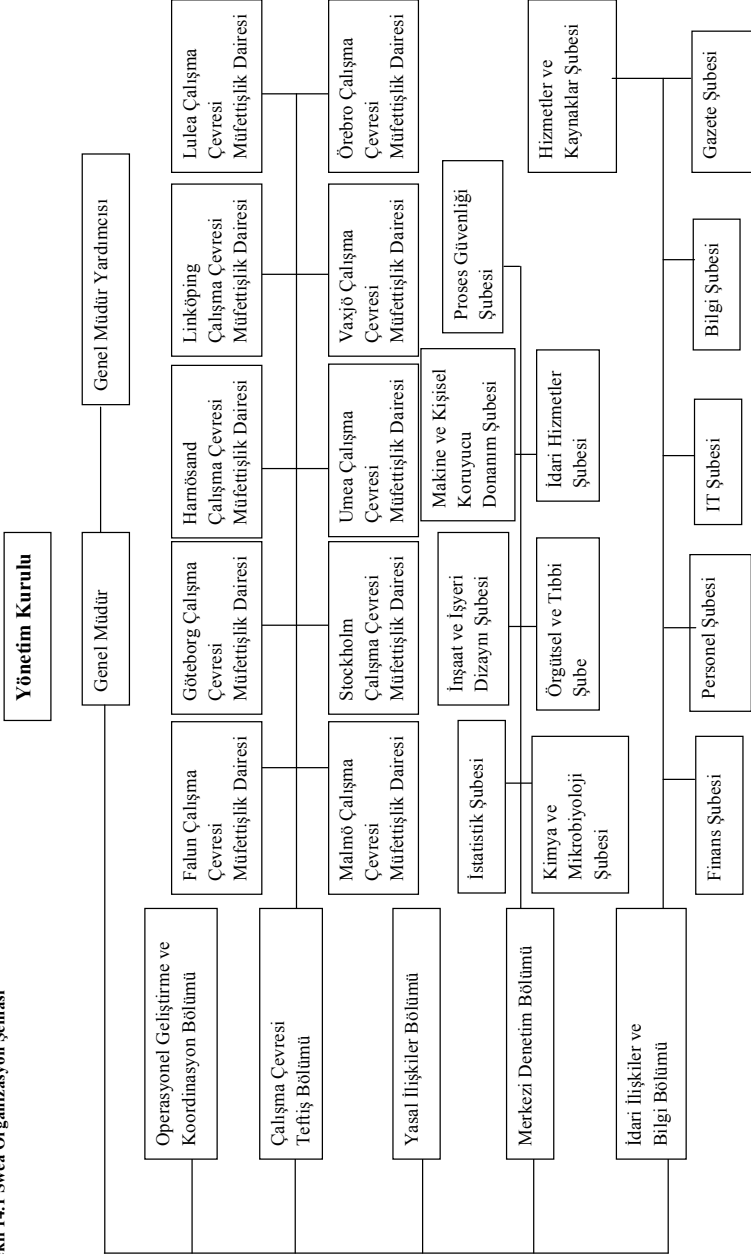 14.1 Swea Organizasyon Şeması
Yönetim Kurulu
Genel Müdür
Genel Müdür Yardımcısı
Operasyonel Geliştirme ve
Koordinasyon Bölümü
Çalışma Çevresi
Teftiş Bölümü
Falun Çalışma
Çevresi
Müfettişlik Dairesi
Göteborg Çalışma
Çevresi
Müfettişlik Dairesi
Harnösand
Çalışma Çevresi
Müfettişlik Dairesi
Linköping
Çalışma Çevresi
Müfettişlik Dairesi
Lulea Çalışma
Çevresi
Müfettişlik Dairesi
Malmö Çalışma
Çevresi
Müfettişlik Dairesi
Stockholm
Çalışma Çevresi
Müfettişlik Dairesi
Umea Çalışma
Çevresi
Müfettişlik Dairesi
Vaxjö Çalışma
Çevresi
Müfettişlik Dairesi
Örebro Çalışma
Çevresi
Müfettişlik Dairesi
Yasal İlişkiler Bölümü
Merkezi Denetim Bölümü
İstatistik Şubesi
İnşaat ve İşyeri
Dizaynı Şubesi
Makine ve Kişisel
Koruyucu
Donanım Şubesi
Proses Güvenliği
Şubesi
Kimya ve
Mikrobiyoloji
Şubesi
Örgütsel ve Tıbbi
Şube
İdari Hizmetler
Şubesi
İdari İlişkiler ve
Bilgi Bölümü
Hizmetler ve
Kaynaklar Şubesi
Finans Şubesi
Personel Şubesi
IT Şubesi
Bilgi Şubesi
Gazete Şubesi